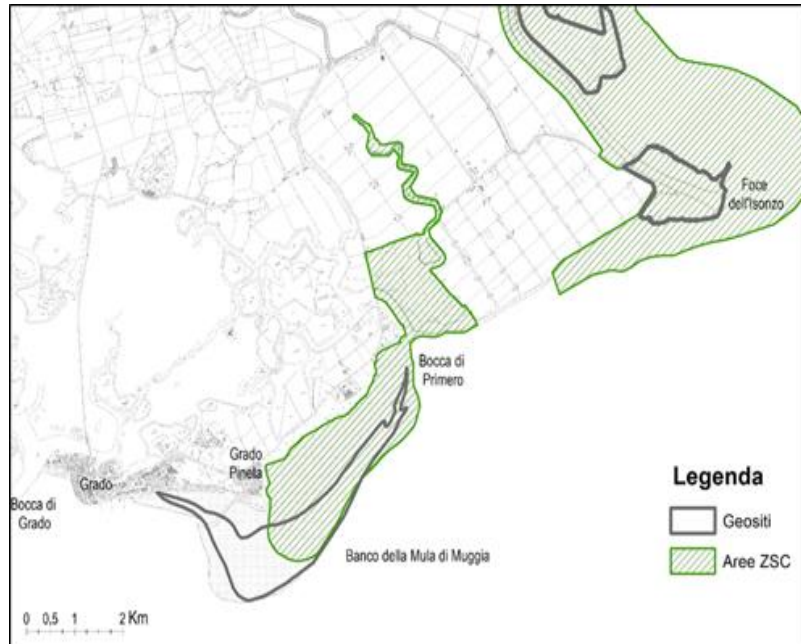 Foce
dell'Isonzo
Bocca di
Primero
Grado
Pineta
Grado
Bocca di
Grado
Banco della Mula di Muggia
Legenda
Geositi
Aree ZSC
0 0,5 1 2 Km